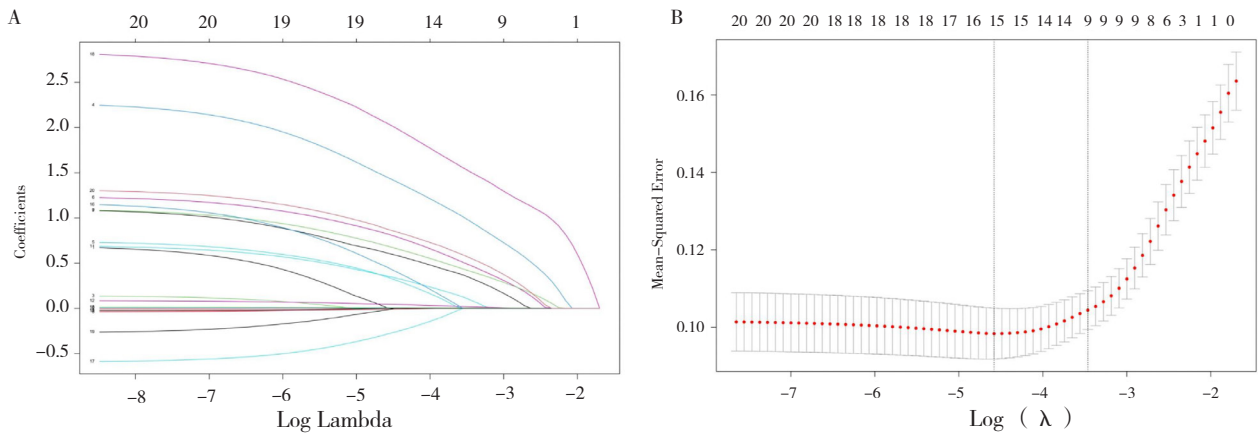 A
20 20 19 19 14 9 1
2.5
2.0
1.5
1.0
0.5
0.0
−0.5
Coefficients
−8 −7 −6 −5 −4 −3 −2
Log Lambda
B
20 20 20 20 18 18 18 18 18 17 16 15 15 14 14 9 9 9 9 8 6 3 1 1 0
0.16
0.14
0.12
0.10
Mean−Squared Error
−7 −6 −5 −4 −3 −2
Log ( λ )